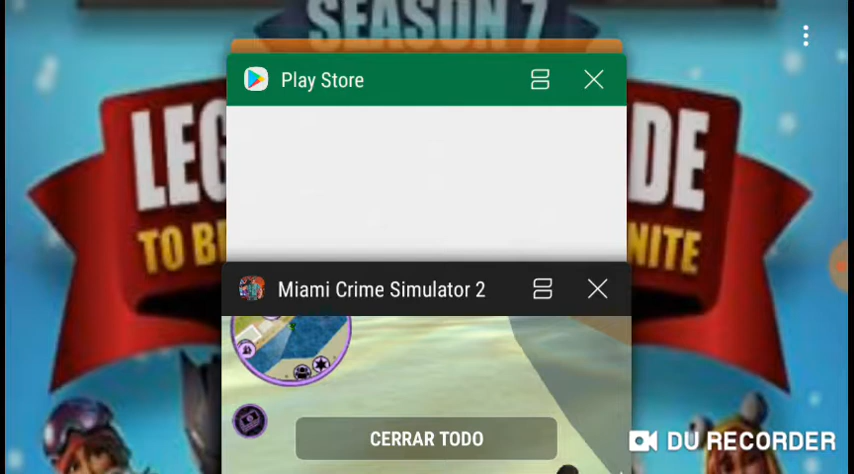 SEASON 7
Play Store
LEG
DE
TO B
NITE
Miami Crime Simulator 2
CERRAR TODO
DU RECORDER